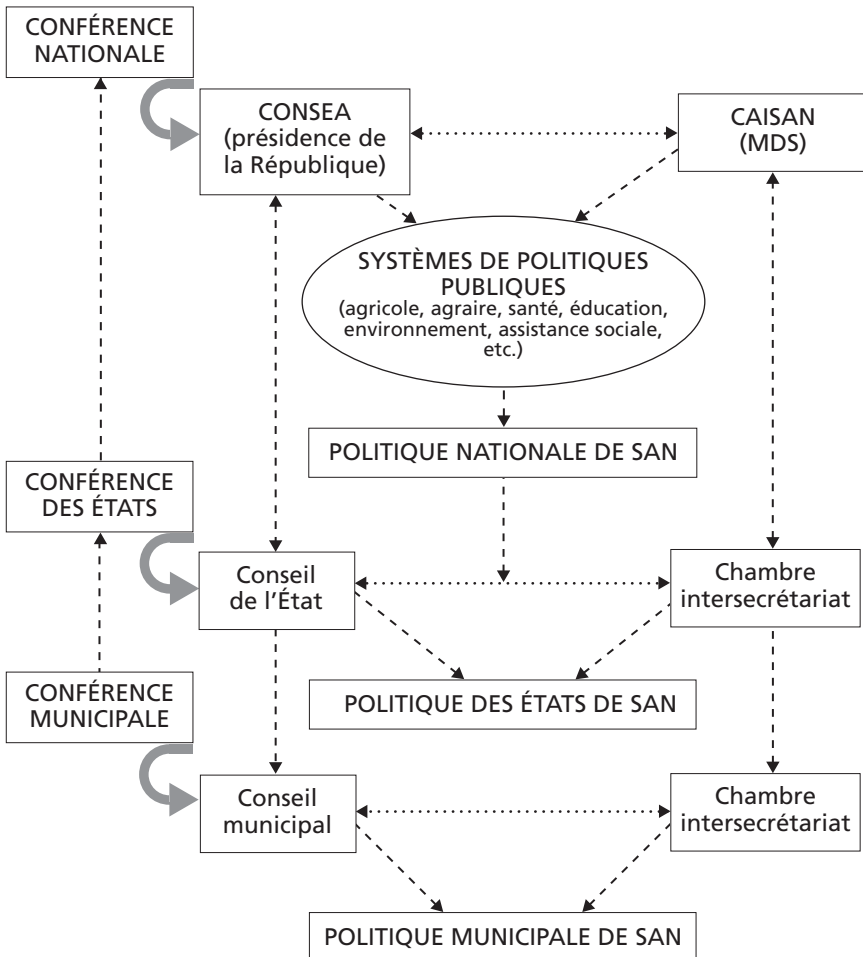 CONFÉRENCE
NATIONALE
CONSEA
(présidence de
la République)
CAISAN
(MDS)
SYSTÈMES DE POLITIQUES
PUBLIQUES
(agricole, agraire, santé, éducation,
environnement, assistance sociale,
etc.)
POLITIQUE NATIONALE DE SAN
CONFÉRENCE
DES ÉTATS
Conseil
de l'État
Chambre
intersecrétariat
POLITIQUE DES ÉTATS DE SAN
CONFÉRENCE
MUNICIPALE
Conseil
municipal
Chambre
intersecrétariat
POLITIQUE MUNICIPALE DE SAN